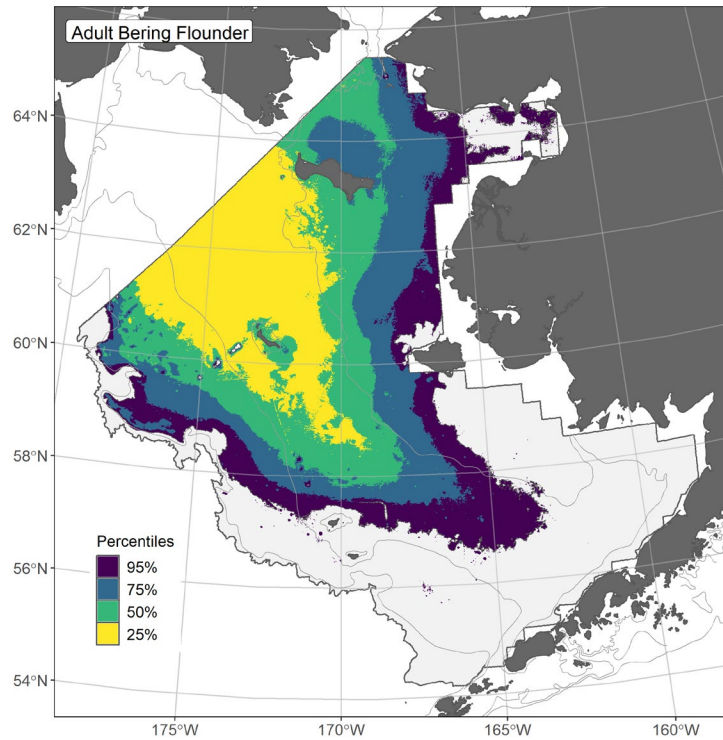 Adult Bering Flounder
64°N
62°N
60°N
58°N
56°N
54°N
Percentiles
95%
75%
50%
25%
175°W
170°W
165°W
160°W